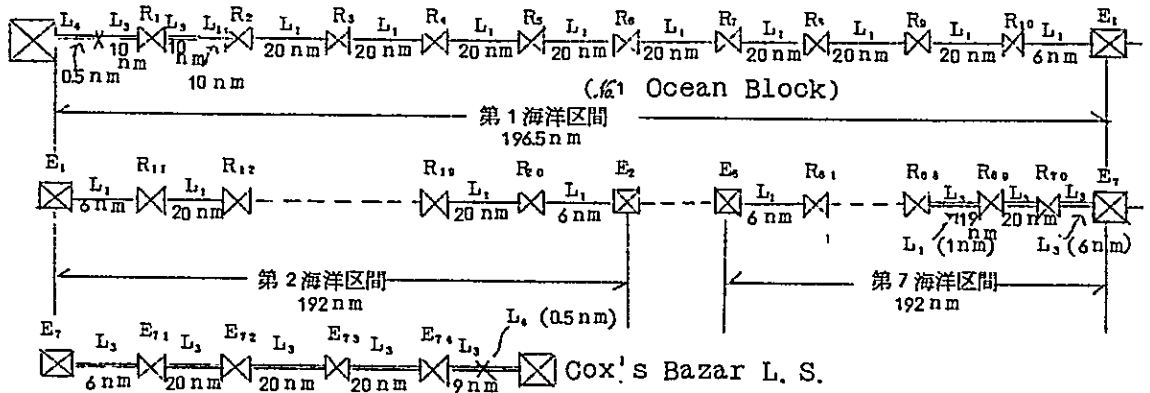 L₄ L₃ R₁ L₃ L₁ R₂ L₁ R₃ L₁ R₄ L₁ R₅ L₁ R₆ L₁ R₇ L₁ R₈ L₁ R₉ L₁ R₁₀ L₁ E₁
0.5 nm 10 nm 10 nm 10 nm 20 nm 20 nm 20 nm 20 nm 20 nm 20 nm 20 nm 20 nm 6 nm
(第1 Ocean Block)
第1海洋区間
196.5 nm
E₁ L₁ R₁₁ L₁ R₁₂ R₁₉ L₁ R₂₀ L₁ E₂ E₆ L₁ R₆₁ R₆₈ L₃ R₆₉ L₃ R₇₀ L₃ E₇
6 nm 20 nm 20 nm 6 nm 6 nm 19 nm 20 nm
L₁ (1 nm) L₃ (6 nm)
第2海洋区間 第7海洋区間
192 nm 192 nm
E₇ L₃ E₇₁ L₃ E₇₂ L₃ E₇₃ L₃ E₇₄ L₃ L₄ (0.5 nm)
6 nm 20 nm 20 nm 20 nm 9 nm Cox's Bazar L. S.